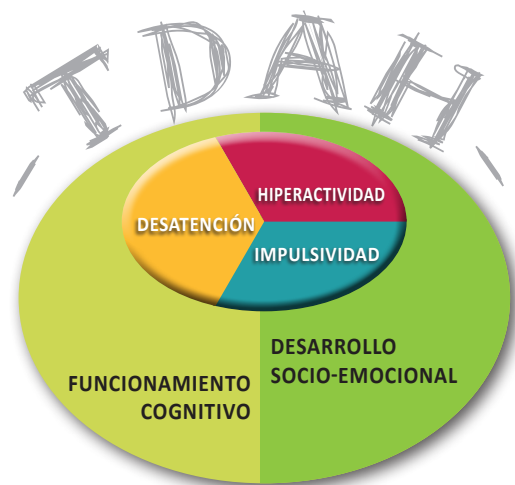 TDAH
HIPERACTIVIDAD
DESATENCIÓN
IMPULSIVIDAD
DESARROLLO
SOCIO-EMOCIONAL
FUNCIONAMIENTO
COGNITIVO